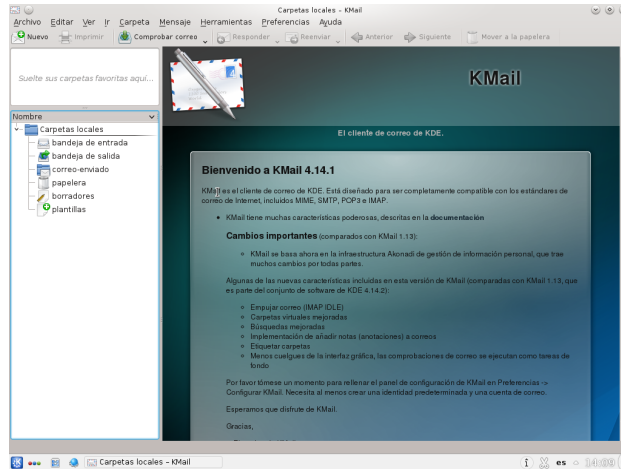 Carpetas locales - KMail
Archivo Editar Ver Ir Carpeta Mensaje Herramientas Preferencias Ayuda
Nuevo Imprimir Comprobar correo Responder Reenviar Anterior Siguiente Mover a la papelera
Suelte sus carpetas favoritas aquí...
Nombre
Carpetas locales
bandeja de entrada
bandeja de salida
correo-enviado
papelera
borradores
plantillas
KMail
El cliente de correo de KDE.
Bienvenido a KMail 4.14.1
KMail es el cliente de correo de KDE. Está diseñado para ser completamente compatible con los estándares de
correo de Internet, incluidos MIME, SMTP, POP3 e IMAP.
KMail tiene muchas características poderosas, descritas en la documentación
Cambios importantes (comparados con KMail 1.13):
KMail se basa ahora en la infraestructura Akonadi de gestión de información personal, que trae
muchos cambios por todas partes.
Algunas de las nuevas características incluidas en esta versión de KMail (comparadas con KMail 1.13, que
es parte del conjunto de software de KDE 4.14.2):
Empujar correo (IMAP IDLE)
Carpetas virtuales mejoradas
Búsquedas mejoradas
Implementación de añadir notas (anotaciones) a correos
Etiquetar carpetas
Menos cuelgues de la interfaz gráfica, las comprobaciones de correo se ejecutan como tareas de
fondo
Por favor tómese un momento para rellenar el panel de configuración de KMail en Preferencias ->
Configurar KMail. Necesita al menos crear una identidad predeterminada y una cuenta de correo.
Esperamos que disfrute de KMail.
Gracias,
Carpetas locales - KMail
es
14:09